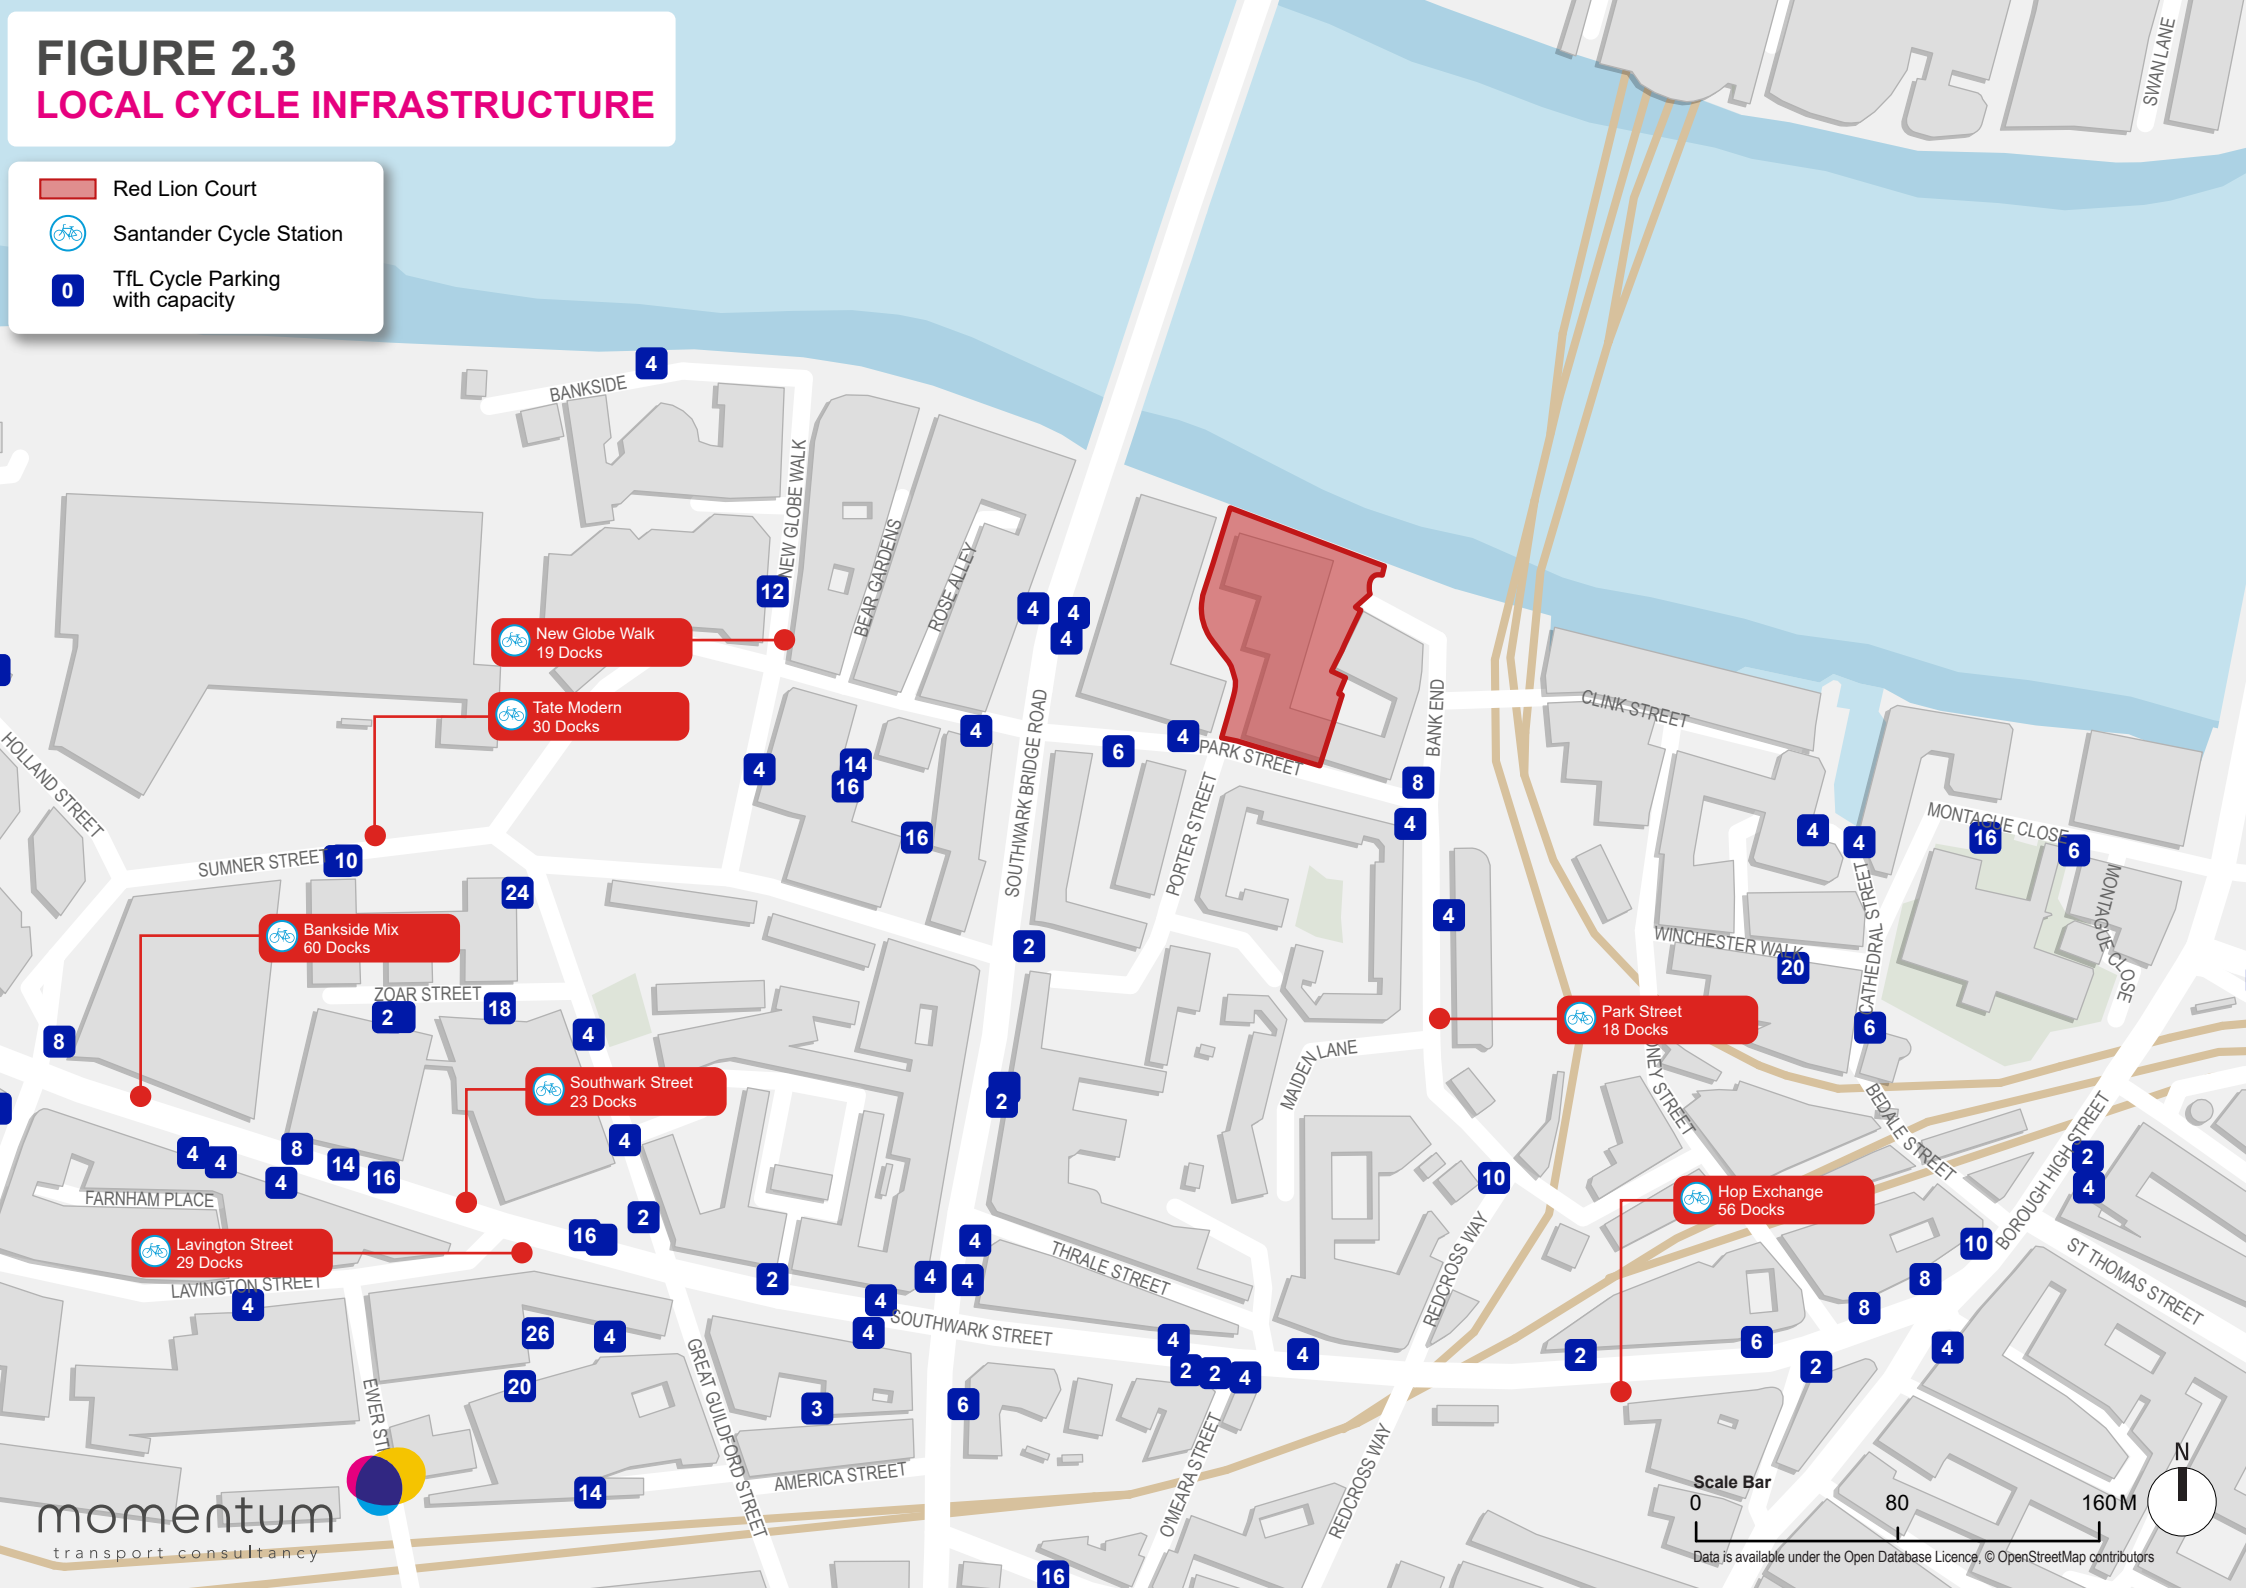 FIGURE 2.3
LOCAL CYCLE INFRASTRUCTURE
Red Lion Court
Santander Cycle Station
0
TfL Cycle Parking
with capacity
SWAN LANE
4
BANKSIDE
NEW GLOBE WALK
BEAR GARDENS
ROSE ALLEY
12
4
4
4
New Globe Walk
19 Docks
Tate Modern
30 Docks
HOLLAND STREET
SOUTHWARK BRIDGE ROAD
4
6
4
PARK STREET
PORTER STREET
BANK END
CLINK STREET
4
14
16
16
8
4
4
SUMNER STREET
10
24
MONTAGUE CLOSE
4
4
16
6
MONTAGUE CLOSE
CATHEDRAL STREET
WINCHESTER WALK
20
Bankside Mix
60 Docks
2
ZOAR STREET
2
18
4
8
Park Street
18 Docks
6
MAIDEN LANE
ONEY STREET
BEDALE STREET
BOROUGH HIGH STREET
ST THOMAS STREET
Southwark Street
23 Docks
2
4
4
4
8
4
14
16
10
2
4
FARNHAM PLACE
Hop Exchange
56 Docks
2
16
Lavington Street
29 Docks
LAVINGTON STREET
4
4
4
4
2
4
4
SOUTHWARK STREET
THRALE STREET
REDCROSS WAY
10
8
8
6
2
2
4
4
2
2
4
4
26
4
20
3
6
14
16
EWER ST
GREAT GUILDFORD STREET
AMERICA STREET
O'MEARA STREET
REDCROSS WAY
momentum
transport consultancy
N
Scale Bar
0 80 160M
Data is available under the Open Database Licence, © OpenStreetMap contributors